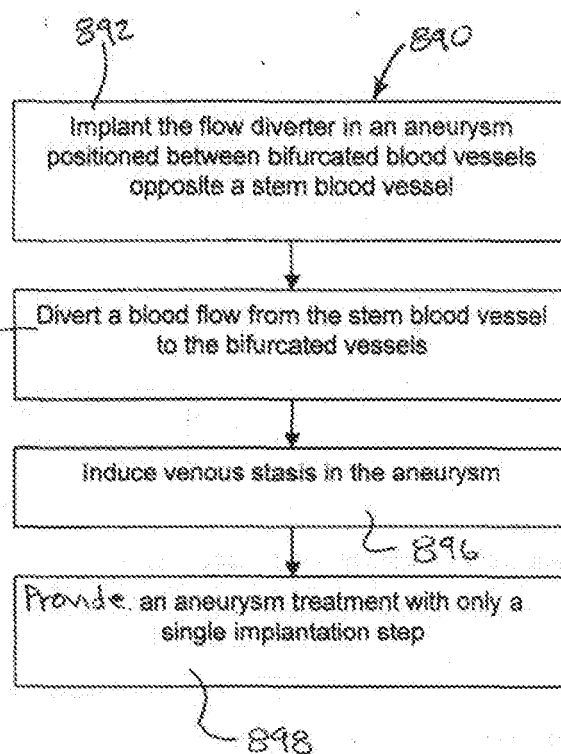 892
890
Implant the flow diverter in an aneurysm
positioned between bifurcated blood vessels
opposite a stem blood vessel
Divert a blood flow from the stem blood vessel
to the bifurcated vessels
Induce venous stasis in the aneurysm
896
Provide an aneurysm treatment with only a
single implantation step
898